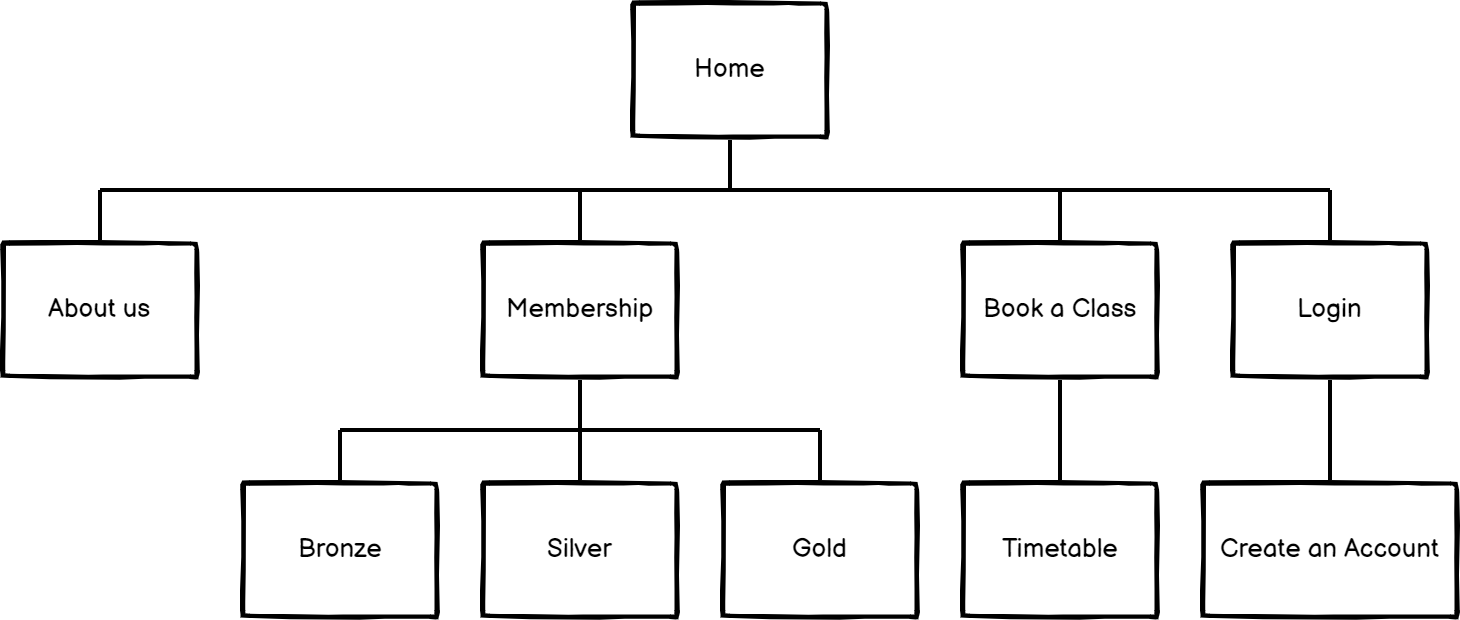 Home
About us
Membership
Book a Class
Login
Bronze
Silver
Gold
Timetable
Create an Account